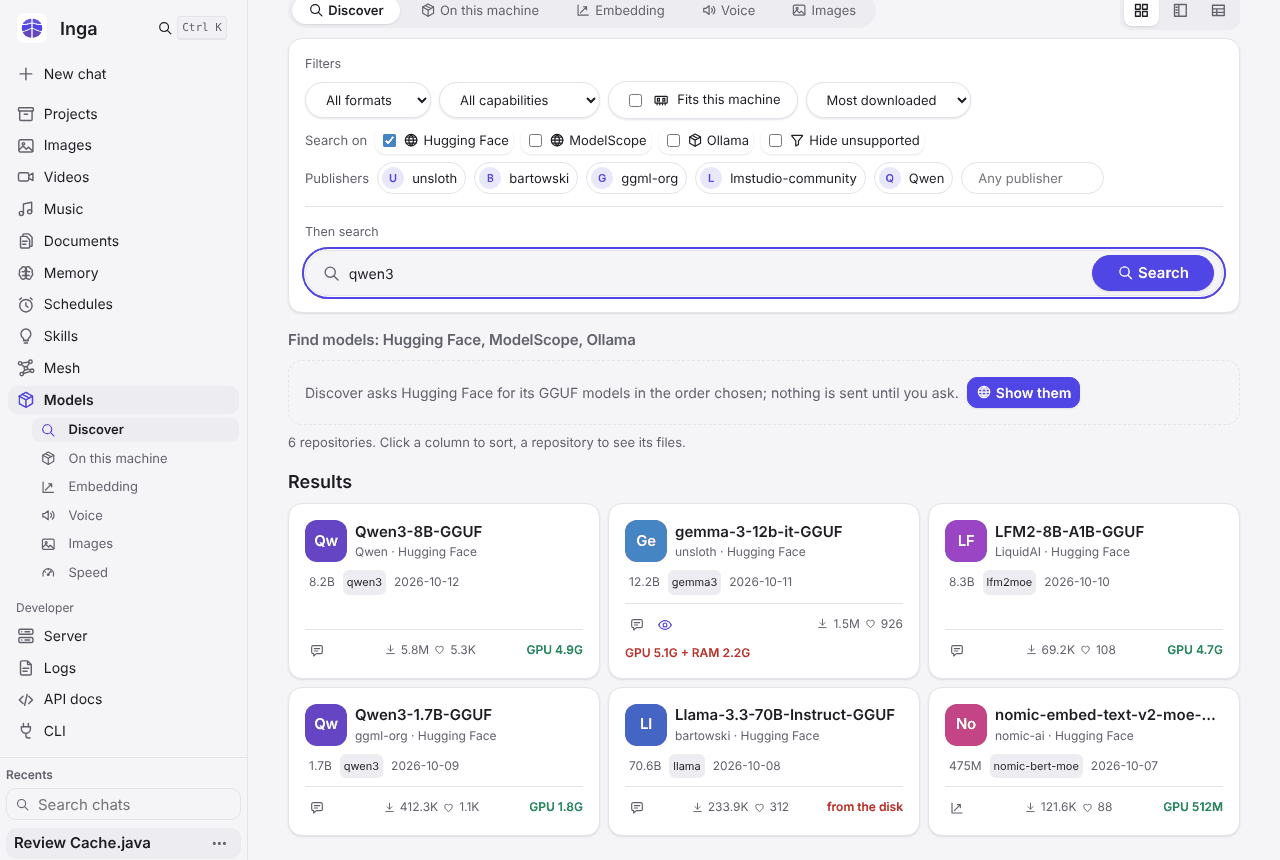 Inga
Ctrl K
New chat
Projects
Images
Videos
Music
Documents
Memory
Schedules
Skills
Mesh
Models
Discover
On this machine
Embedding
Voice
Images
Speed
Developer
Server
Logs
API docs
CLI
Recents
Search chats
Review Cache.java
Discover On this machine Embedding Voice Images
Filters
All formats All capabilities Fits this machine Most downloaded
Search on Hugging Face ModelScope Ollama Hide unsupported
Publishers U unsloth B bartowski G ggml-org L lmstudio-community Q Qwen Any publisher
Then search
qwen3 Search
Find models: Hugging Face, ModelScope, Ollama
Discover asks Hugging Face for its GGUF models in the order chosen; nothing is sent until you ask. Show them
6 repositories. Click a column to sort, a repository to see its files.
Results
Qw Qwen3-8B-GGUF
Qwen · Hugging Face
8.2B qwen3 2026-10-12
5.8M 5.3K GPU 4.9G
Ge gemma-3-12b-it-GGUF
unsloth · Hugging Face
12.2B gemma3 2026-10-11
1.5M 926
GPU 5.1G + RAM 2.2G
LF LFM2-8B-A1B-GGUF
LiquidAI · Hugging Face
8.3B lfm2moe 2026-10-10
69.2K 108 GPU 4.7G
Qw Qwen3-1.7B-GGUF
ggml-org · Hugging Face
1.7B qwen3 2026-10-09
412.3K 1.1K GPU 1.8G
Ll Llama-3.3-70B-Instruct-GGUF
bartowski · Hugging Face
70.6B llama 2026-10-08
233.9K 312 from the disk
No nomic-embed-text-v2-moe-...
nomic-ai · Hugging Face
475M nomic-bert-moe 2026-10-07
121.6K 88 GPU 512M